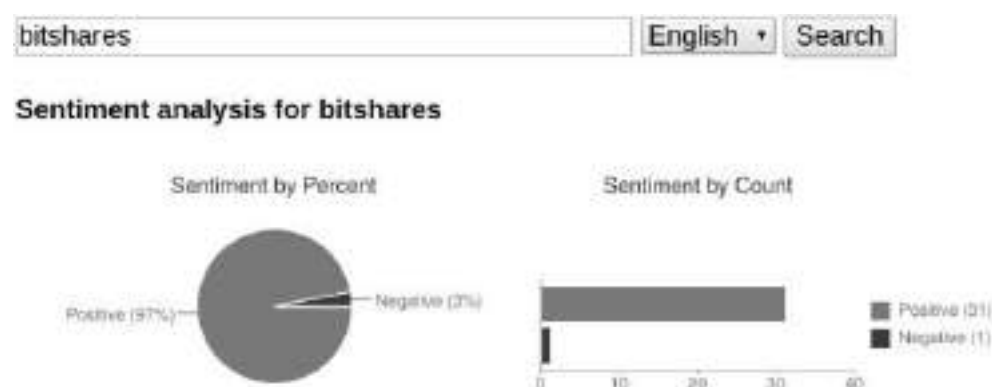 bitshares English Search
Sentiment analysis for bitshares
Sentiment by Percent
Positive (97%)
Negative (3%)
Sentiment by Count
Positive (31)
Negative (1)
0 10 20 30 40